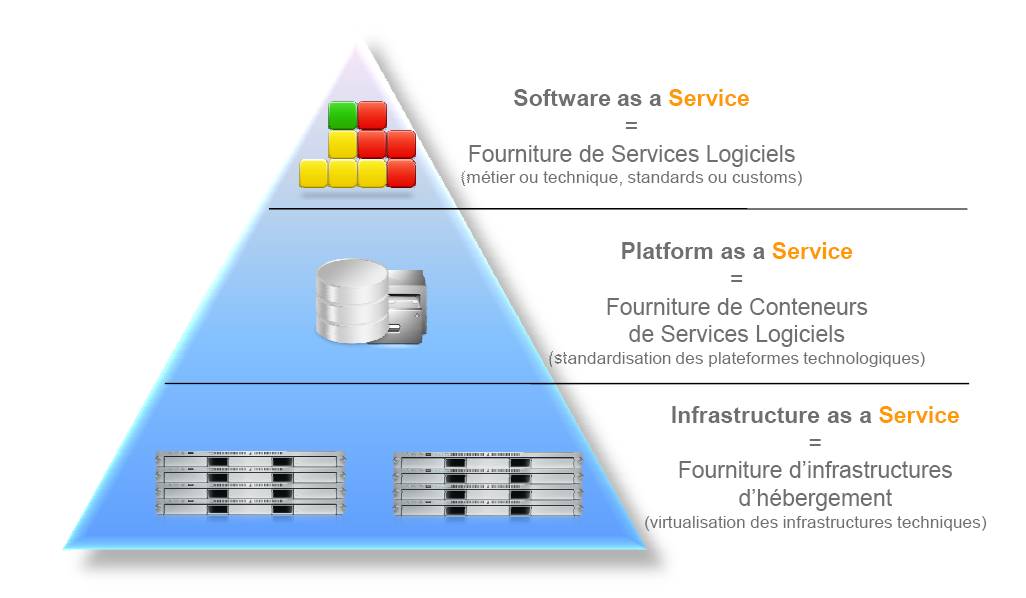 Software as a Service
=
Fourniture de Services Logiciels
(métier ou technique, standards ou customs)
Platform as a Service
=
Fourniture de Conteneurs
de Services Logiciels
(standardisation des plateformes technologiques)
Infrastructure as a Service
=
Fourniture d’infrastructures
d’hébergement
(virtualisation des infrastructures techniques)